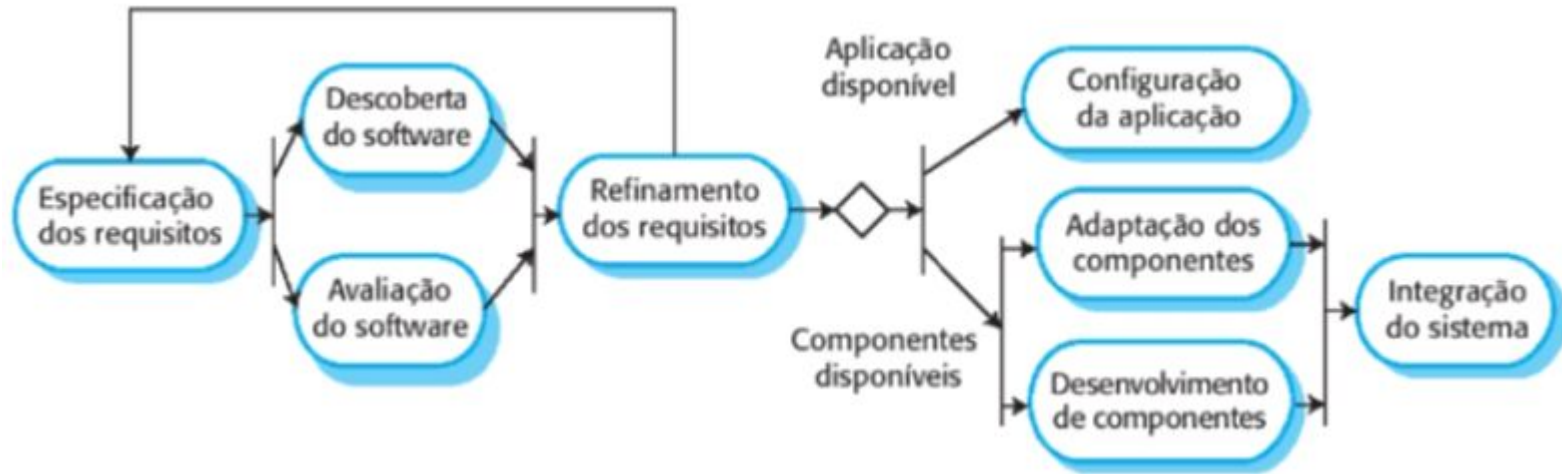 Especificação
dos requisitos
Descoberta
do software
Avaliação
do software
Refinamento
dos requisitos
Aplicação
disponível
Configuração
da aplicação
Componentes
disponíveis
Adaptação dos
componentes
Desenvolvimento
de componentes
Integração
do sistema